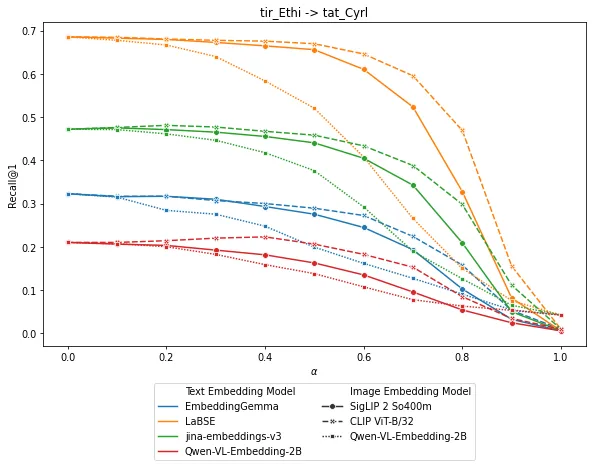 tir_Ethi -> tat_Cyrl
0.7
0.6
0.5
0.4
0.3
0.2
0.1
0.0
Recall@1
0.0 0.2 0.4 0.6 0.8 1.0
α
Text Embedding Model
EmbeddingGemma
LaBSE
jina-embeddings-v3
Qwen-VL-Embedding-2B
Image Embedding Model
SigLIP 2 So400m
CLIP ViT-B/32
Qwen-VL-Embedding-2B